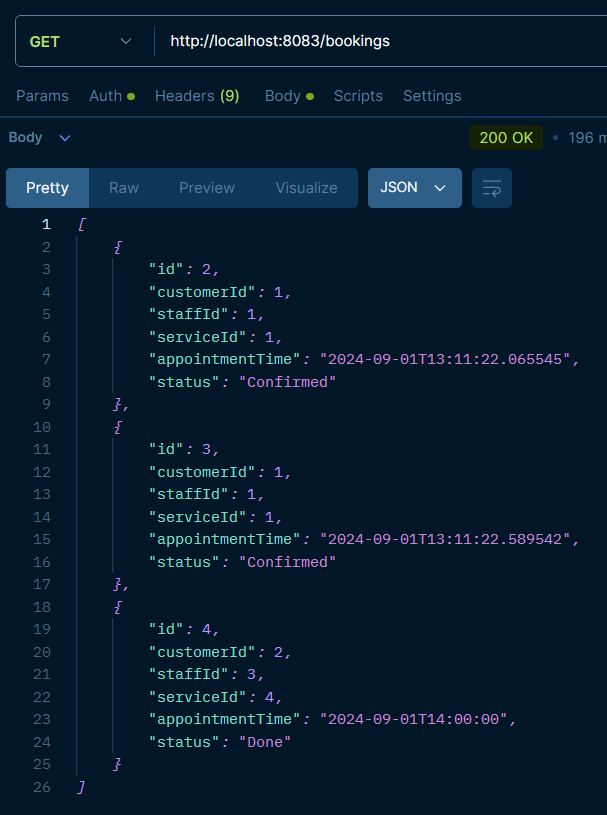 GET http://localhost:8083/bookings
Params Auth Headers (9) Body Scripts Settings
Body 200 OK 196 m
Pretty Raw Preview Visualize JSON
1 [
2 {
3 "id": 2,
4 "customerId": 1,
5 "staffId": 1,
6 "serviceId": 1,
7 "appointmentTime": "2024-09-01T13:11:22.065545",
8 "status": "Confirmed"
9 },
10 {
11 "id": 3,
12 "customerId": 1,
13 "staffId": 1,
14 "serviceId": 1,
15 "appointmentTime": "2024-09-01T13:11:22.589542",
16 "status": "Confirmed"
17 },
18 {
19 "id": 4,
20 "customerId": 2,
21 "staffId": 3,
22 "serviceId": 4,
23 "appointmentTime": "2024-09-01T14:00:00",
24 "status": "Done"
25 }
26 ]